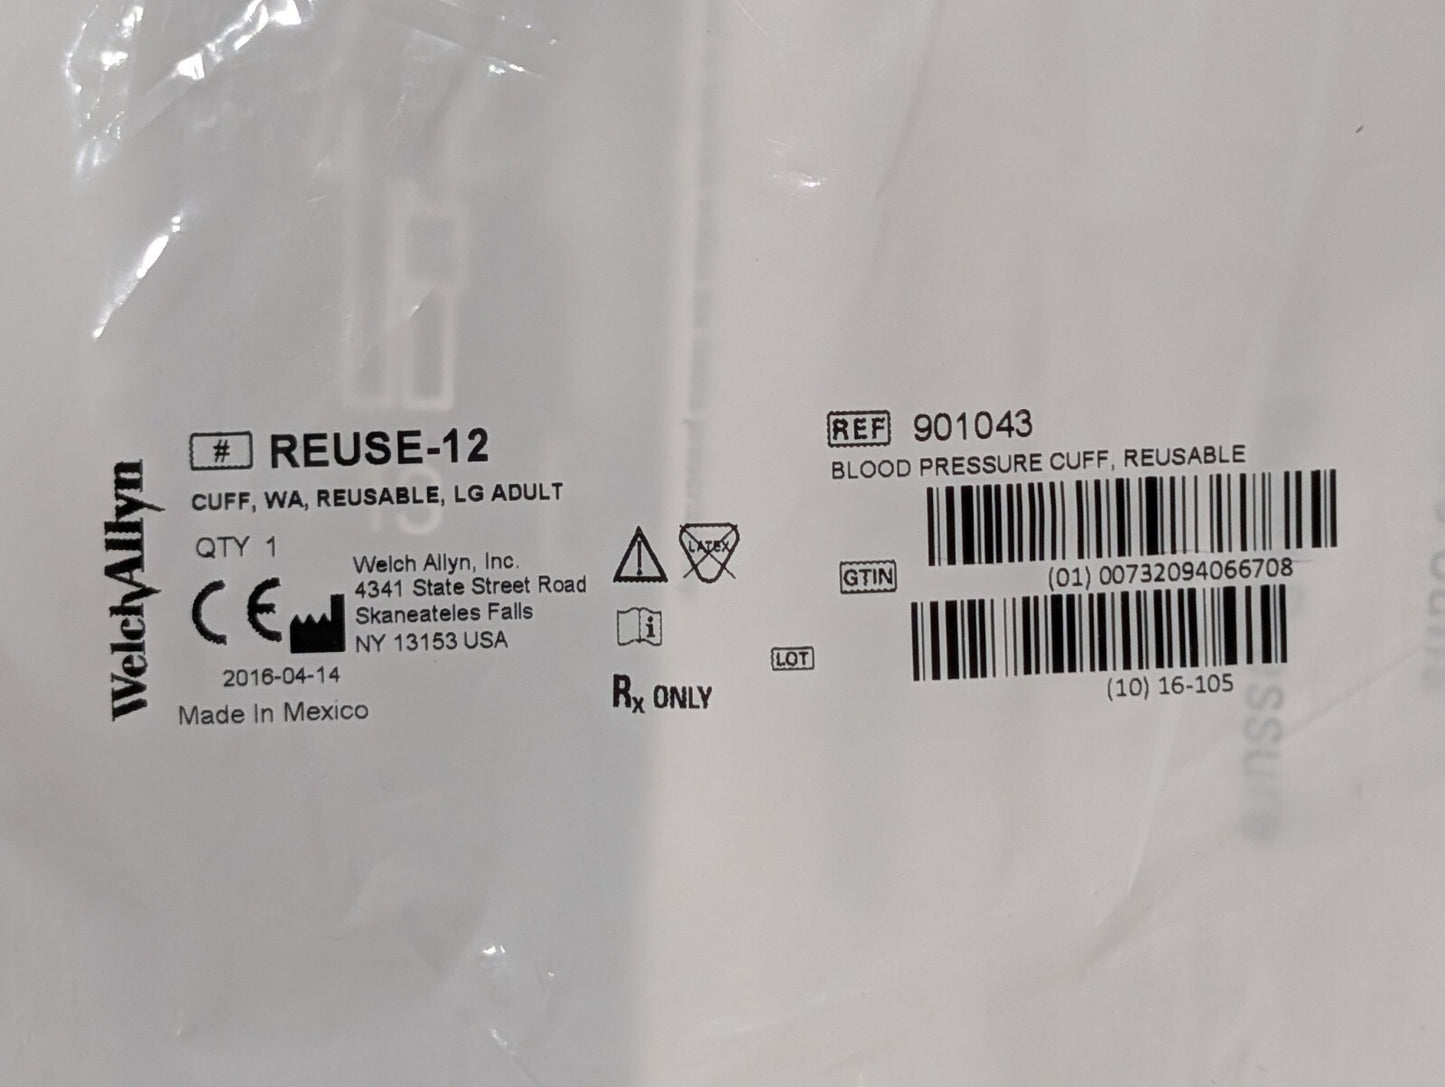 WelchAllyn
# REUSE-12
CUFF, WA, REUSABLE, LG ADULT
QTY 1
CE
Welch Allyn, Inc.
4341 State Street Road
Skaneateles Falls
NY 13153 USA
2016-04-14
Made In Mexico
LATEX
i
Rx ONLY
REF 901043
BLOOD PRESSURE CUFF, REUSABLE
GTIN
(01) 00732094066708
LOT
(10) 16-105
ssure